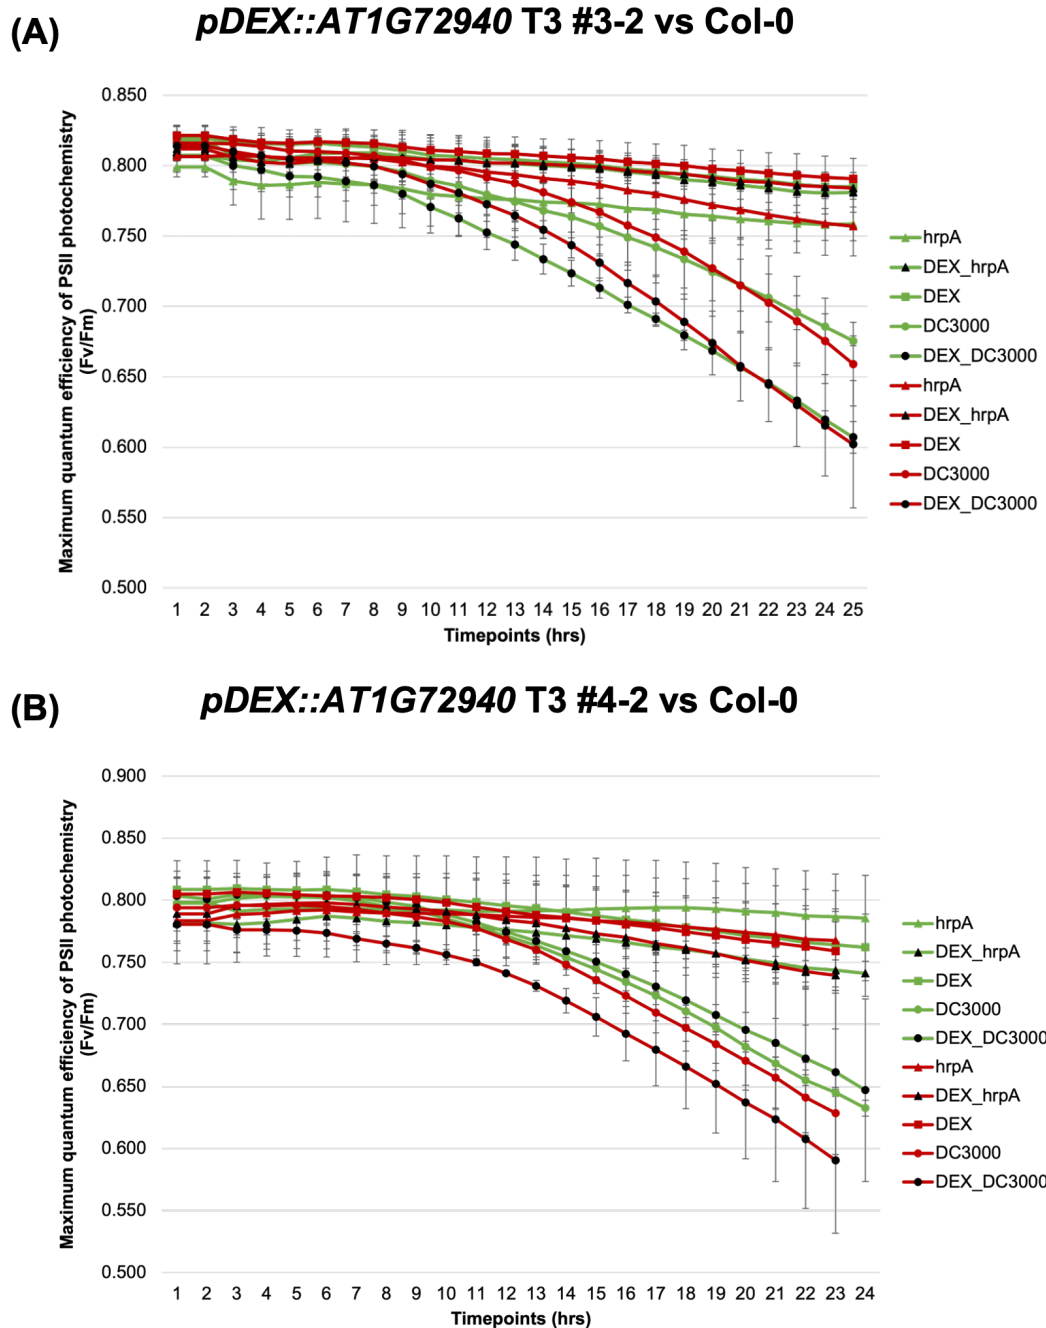 (A)
pDEX::AT1G72940 T3 #3-2 vs Col-0
Maximum quantum efficiency of PSII photochemistry
(Fv/Fm)
0.850
0.800
0.750
0.700
0.650
0.600
0.550
0.500
1 2 3 4 5 6 7 8 9 10 11 12 13 14 15 16 17 18 19 20 21 22 23 24 25
Timepoints (hrs)
hrpA
DEX_hrpA
DEX
DC3000
DEX_DC3000
hrpA
DEX_hrpA
DEX
DC3000
DEX_DC3000
(B)
pDEX::AT1G72940 T3 #4-2 vs Col-0
Maximum quantum efficiency of PSII photochemistry
(Fv/Fm)
0.900
0.850
0.800
0.750
0.700
0.650
0.600
0.550
0.500
1 2 3 4 5 6 7 8 9 10 11 12 13 14 15 16 17 18 19 20 21 22 23 24
Timepoints (hrs)
hrpA
DEX_hrpA
DEX
DC3000
DEX_DC3000
hrpA
DEX_hrpA
DEX
DC3000
DEX_DC3000